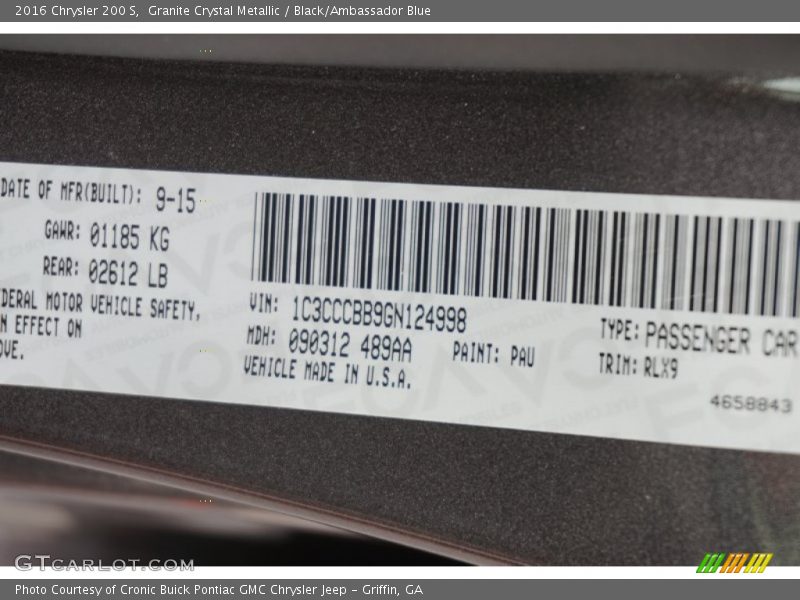 2016 Chrysler 200 S,  Granite Crystal Metallic / Black/Ambassador Blue
DATE OF MFR(BUILT): 9-15
GAWR: 01185 KG
REAR: 02612 LB
DERAL MOTOR VEHICLE SAFETY,
N EFFECT ON
OVE.
VIN: 1C3CCCBB9GN124998
MDH: 090312 489AA
PAINT: PAU
VEHICLE MADE IN U.S.A.
TYPE: PASSENGER CAR
TRIM: RLX9
4658843
GTcarlot.com
Photo Courtesy of Cronic Buick Pontiac GMC Chrysler Jeep - Griffin, GA